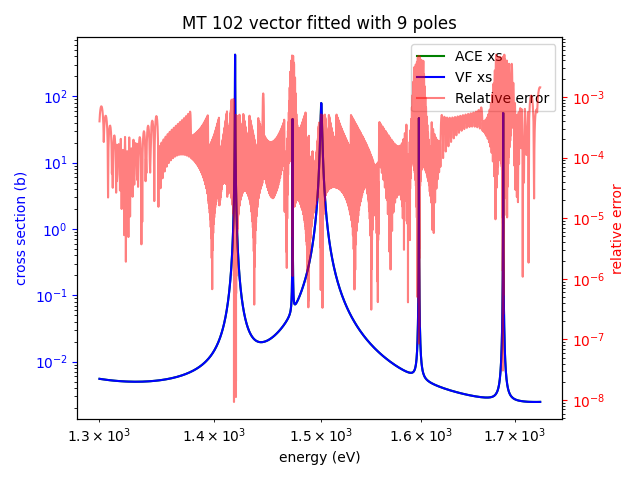 MT 102 vector fitted with 9 poles
ACE xs
VF xs
Relative error
cross section (b)
10²
10¹
10⁰
10⁻¹
10⁻²
relative error
10⁻³
10⁻⁴
10⁻⁵
10⁻⁶
10⁻⁷
10⁻⁸
1.3 × 10³ 1.4 × 10³ 1.5 × 10³ 1.6 × 10³ 1.7 × 10³
energy (eV)